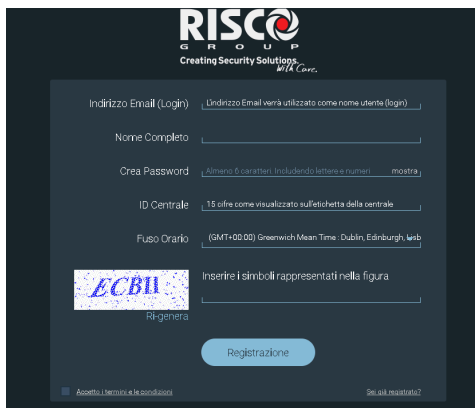 RISCO
GROUP
Creating Security Solutions.
With Care.
Indirizzo Email (Login) L'indirizzo Email verrà utilizzato come nome utente (login)
Nome Completo
Crea Password Almeno 6 caratteri. Includendo lettere e numeri mostra
ID Centrale 15 cifre come visualizzato sull'etichetta della centrale
Fuso Orario (GMT+00:00) Greenwich Mean Time : Dublin, Edinburgh, Lisb
Inserire i simboli rappresentati nella figura
Ri-genera
Registrazione
Accetto i termini e le condizioni Sei già registrato?